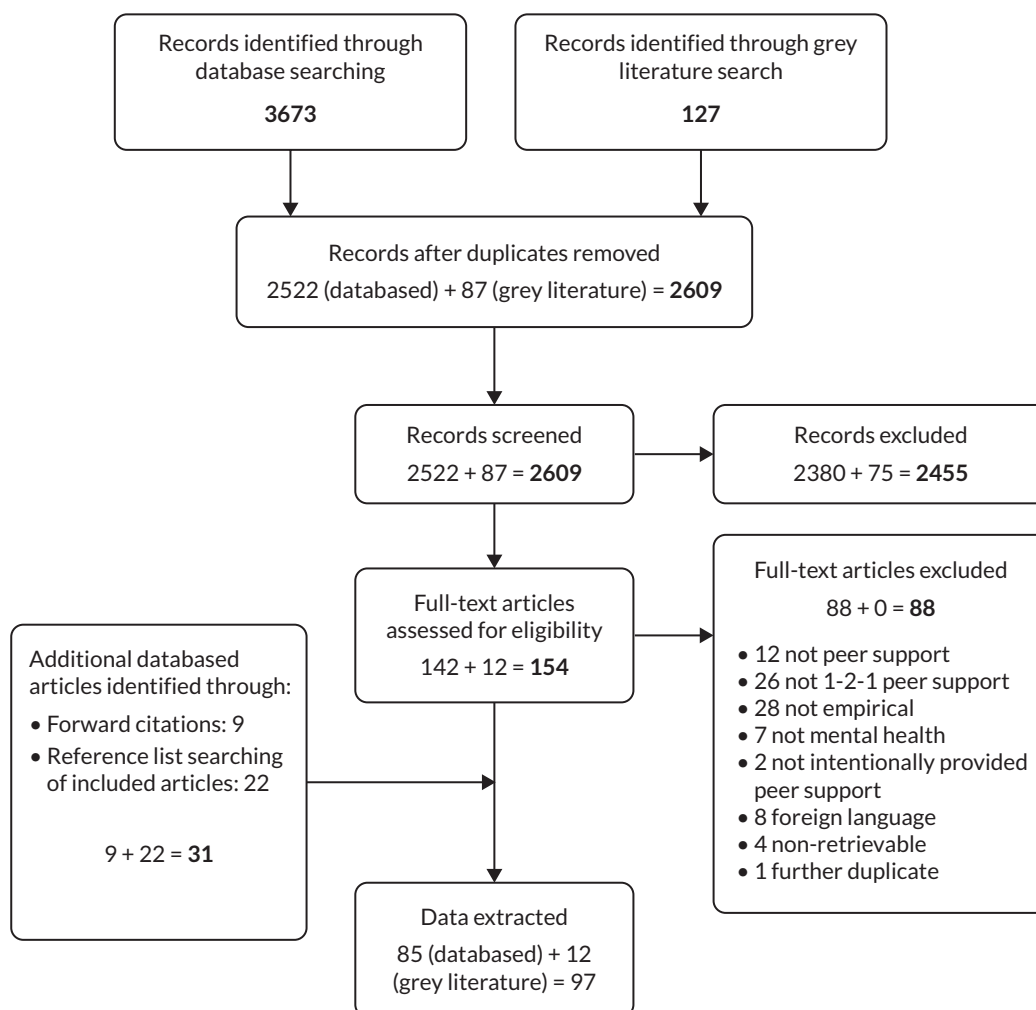 Records identified through
database searching
3673
Records identified through grey
literature search
127
Records after duplicates removed
2522 (databased) + 87 (grey literature) = 2609
Records screened
2522 + 87 = 2609
Records excluded
2380 + 75 = 2455
Full-text articles
assessed for eligibility
142 + 12 = 154
Full-text articles excluded
88 + 0 = 88
• 12 not peer support
• 26 not 1-2-1 peer support
• 28 not empirical
• 7 not mental health
• 2 not intentionally provided
peer support
• 8 foreign language
• 4 non-retrievable
• 1 further duplicate
Additional databased
articles identified through:
• Forward citations: 9
• Reference list searching
of included articles: 22
9 + 22 = 31
Data extracted
85 (databased) + 12
(grey literature) = 97